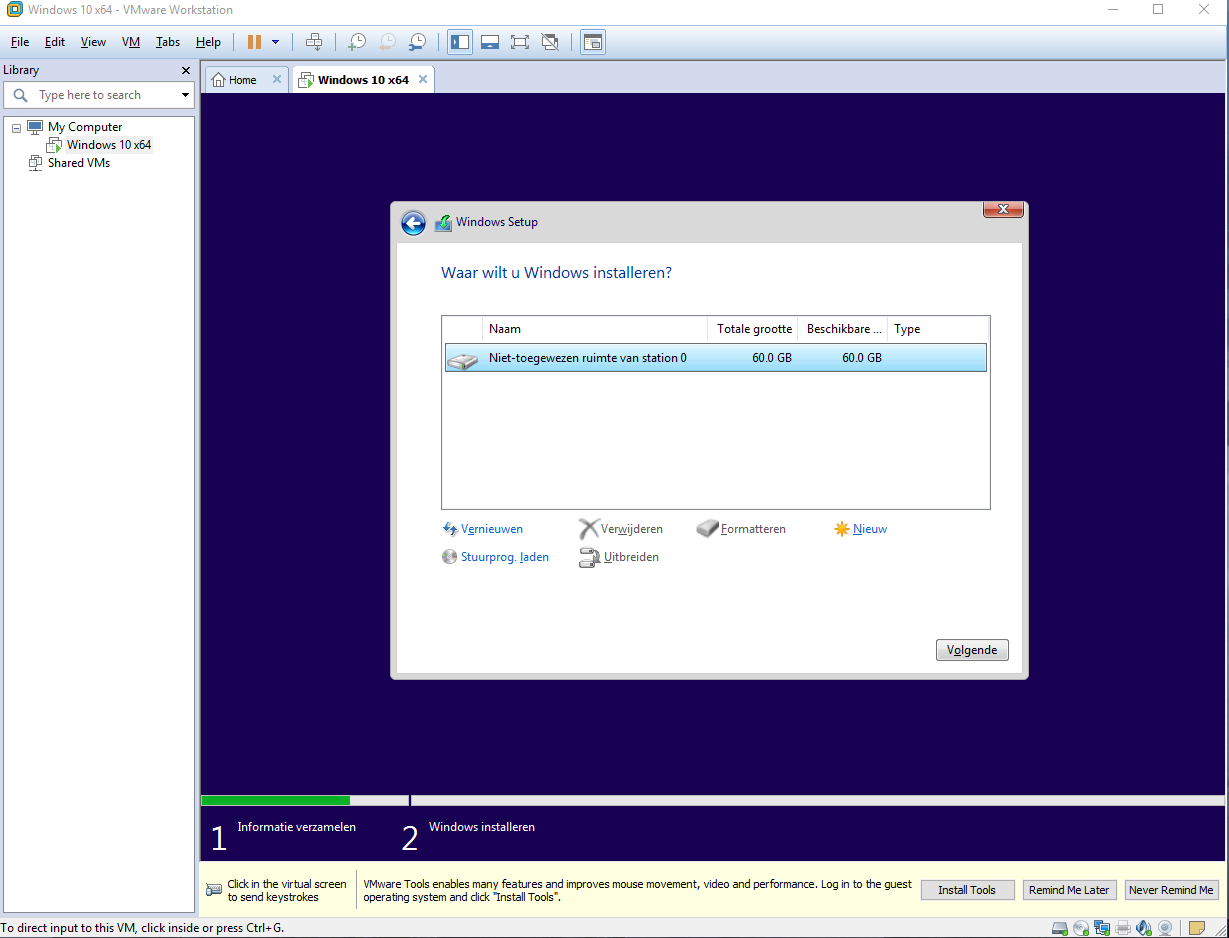 Windows 10 x64 - VMware Workstation
File Edit View VM Tabs Help
Library
Type here to search
My Computer
Windows 10 x64
Shared VMs
Home
Windows 10 x64
Windows Setup
Waar wilt u Windows installeren?
Naam Totale grootte Beschikbare ... Type
Niet-toegewezen ruimte van station 0 60.0 GB 60.0 GB
Vernieuwen Verwijderen Formatteren Nieuw
Stuurprog. laden Uitbreiden
Volgende
1 Informatie verzamelen 2 Windows installeren
Click in the virtual screen
to send keystrokes
VMware Tools enables many features and improves mouse movement, video and performance. Log in to the guest
operating system and click "Install Tools".
Install Tools Remind Me Later Never Remind Me
To direct input to this VM, click inside or press Ctrl+G.